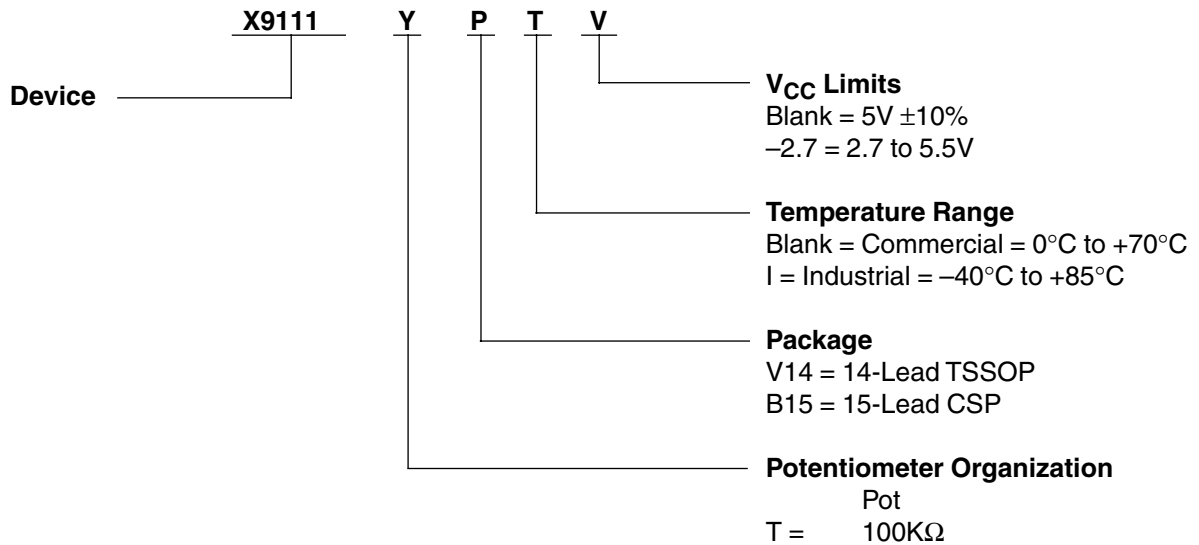 X9111 Y P T V
Device
VCC Limits
Blank = 5V ±10%
–2.7 = 2.7 to 5.5V
Temperature Range
Blank = Commercial = 0°C to +70°C
I = Industrial = –40°C to +85°C
Package
V14 = 14-Lead TSSOP
B15 = 15-Lead CSP
Potentiometer Organization
Pot
T = 100KΩ